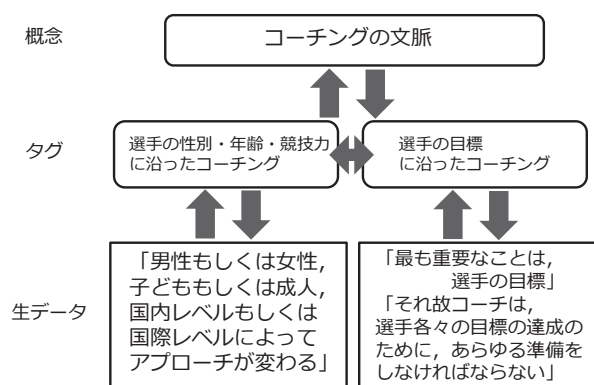 概念
コーチングの文脈
タグ
選手の性別・年齢・競技力
に沿ったコーチング
選手の目標
に沿ったコーチング
生データ
「男性もしくは女性,
子どももしくは成人,
国内レベルもしくは
国際レベルによって
アプローチが変わる」
「最も重要なことは,
選手の目標」
「それ故コーチは,
選手各々の目標の達成の
ために，あらゆる準備を
しなければならない」